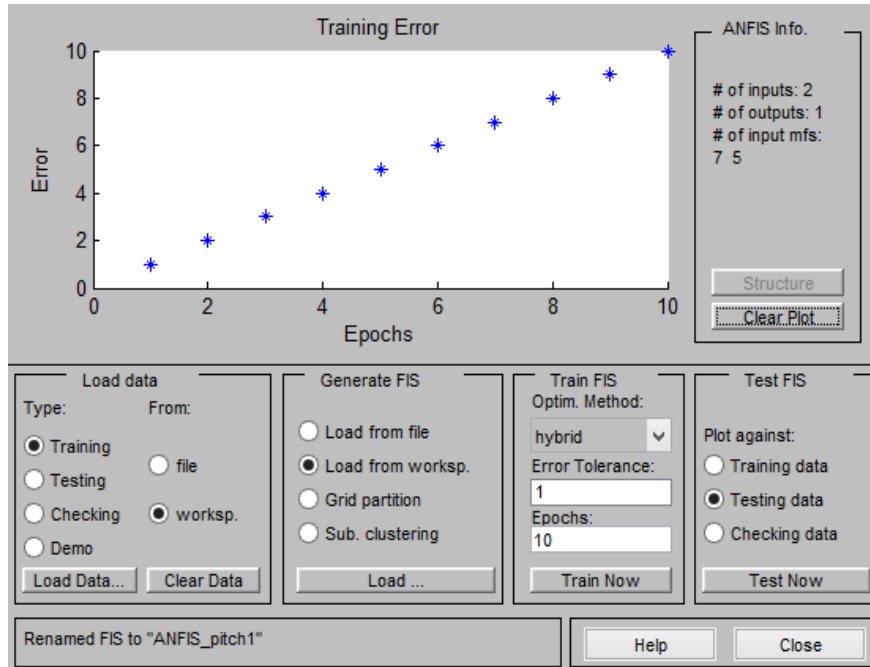 Training Error
10
8
6
4
2
0
Error
0 2 4 6 8 10
Epochs
ANFIS Info.
# of inputs: 2
# of outputs: 1
# of input mfs:
7 5
Structure
Clear Plot
Load data
Type: From:
Training
Testing
Checking
Demo
file
worksp.
Load Data...
Clear Data
Generate FIS
Load from file
Load from worksp.
Grid partition
Sub. clustering
Load ...
Train FIS
Optim. Method:
hybrid
Error Tolerance:
1
Epochs:
10
Train Now
Test FIS
Plot against:
Training data
Testing data
Checking data
Test Now
Renamed FIS to "ANFIS_pitch1"
Help
Close